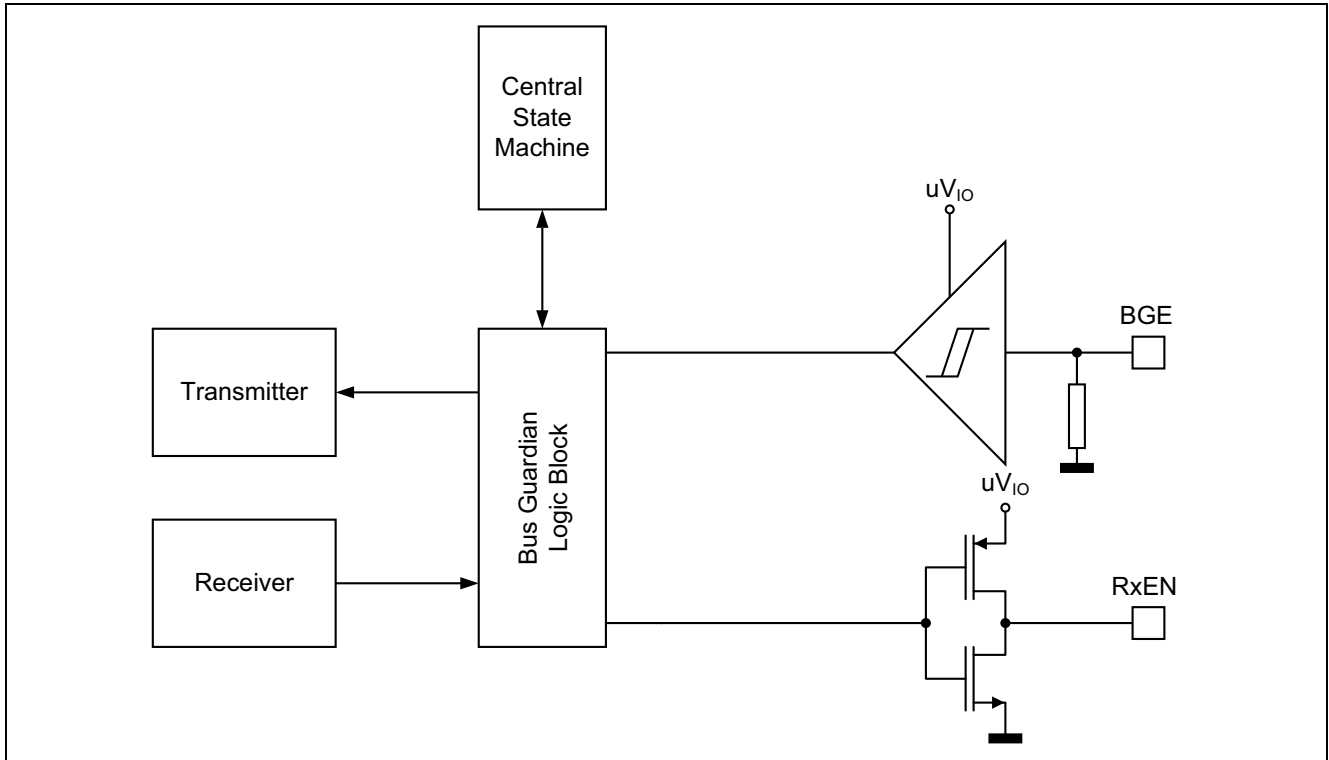 Central
State
Machine
uV_IO
BGE
Transmitter
Bus Guardian
Logic Block
uV_IO
Receiver
RxEN